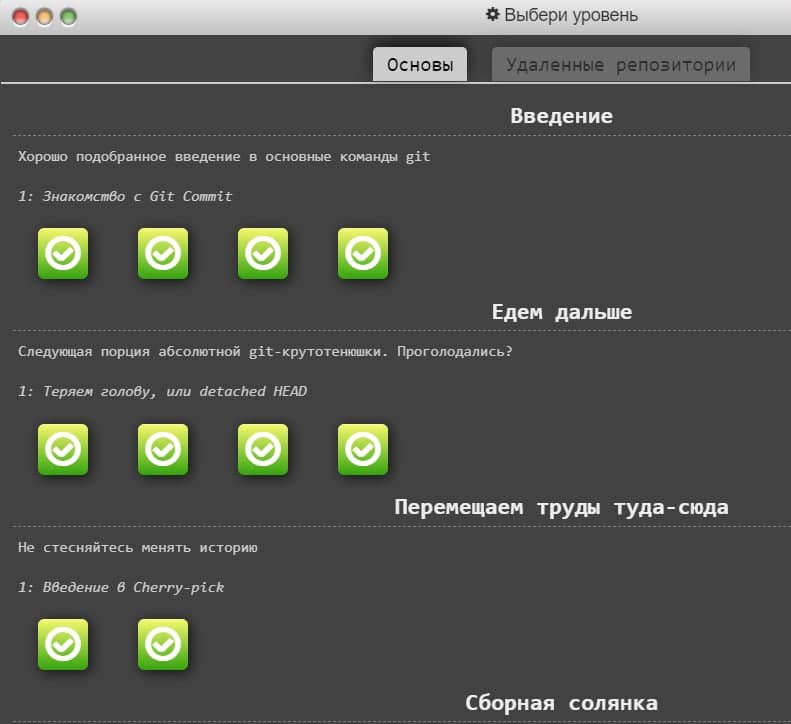 Выбери уровень
Основы
Удаленные репозитории
Введение
Хорошо подобранное введение в основные команды git
1: Знакомство с Git Commit
Едем дальше
Следующая порция абсолютной git-крутотенюшки. Проголодались?
1: Теряем голову, или detached HEAD
Перемещаем труды туда-сюда
Не стесняйтесь менять историю
1: Введение в Cherry-pick
Сборная солянка